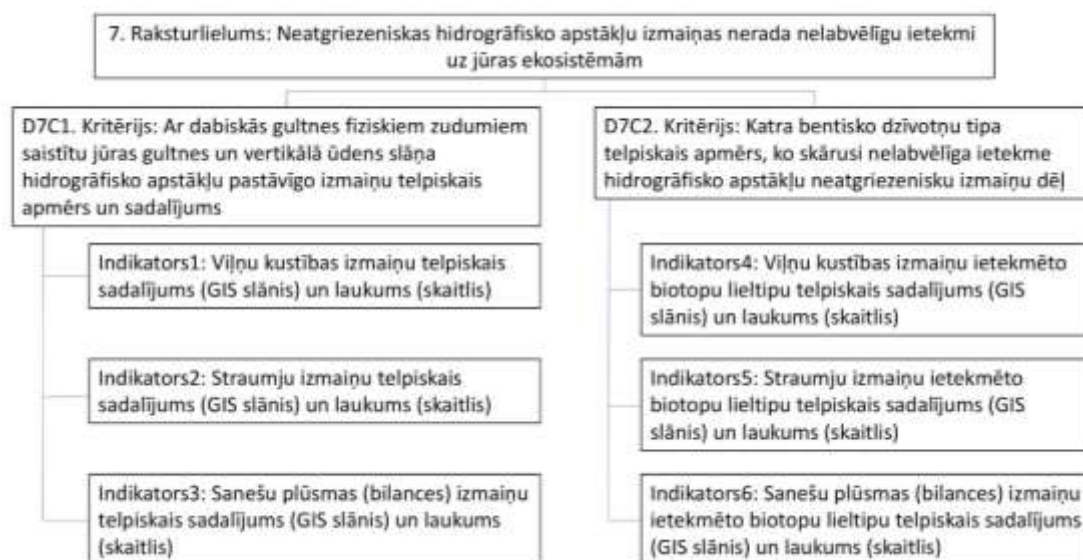 7. Raksturlielums: Neatgriezeniskas hidrogrāfisko apstākļu izmaiņas nerada nelabvēlīgu ietekmi
uz jūras ekosistēmām
D7C1. Kritērijs: Ar dabiskās gultnes fiziskiem zudumiem
saistītu jūras gultnes un vertikālā ūdens slāņa
hidrogrāfisko apstākļu pastāvīgo izmaiņu telpiskais
apmērs un sadalījums
Indikators1: Viļņu kustības izmaiņu telpiskais
sadalījums (GIS slānis) un laukums (skaitlis)
Indikators2: Straumju izmaiņu telpiskais
sadalījums (GIS slānis) un laukums (skaitlis)
Indikators3: Sanešu plūsmas (bilances) izmaiņu
telpiskais sadalījums (GIS slānis) un laukums
(skaitlis)
D7C2. Kritērijs: Katra bentisko dzīvotņu tipa
telpiskais apmērs, ko skārusi nelabvēlīga ietekme
hidrogrāfisko apstākļu neatgriezenisku izmaiņu dēļ
Indikators4: Viļņu kustības izmaiņu ietekmēto
biotopu lieltipu telpiskais sadalījums (GIS
slānis) un laukums (skaitlis)
Indikators5: Straumju izmaiņu ietekmēto
biotopu lieltipu telpiskais sadalījums (GIS
slānis) un laukums (skaitlis)
Indikators6: Sanešu plūsmas (bilances) izmaiņu
ietekmēto biotopu lieltipu telpiskais sadalījums
(GIS slānis) un laukums (skaitlis)